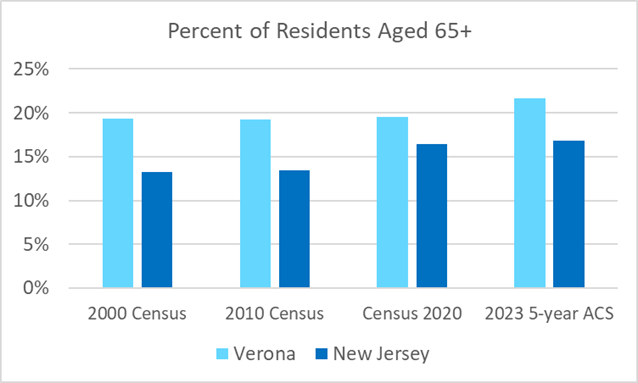 Percent of Residents Aged 65+
25%
20%
15%
10%
5%
0%
2000 Census 2010 Census Census 2020 2023 5-year ACS
Verona New Jersey